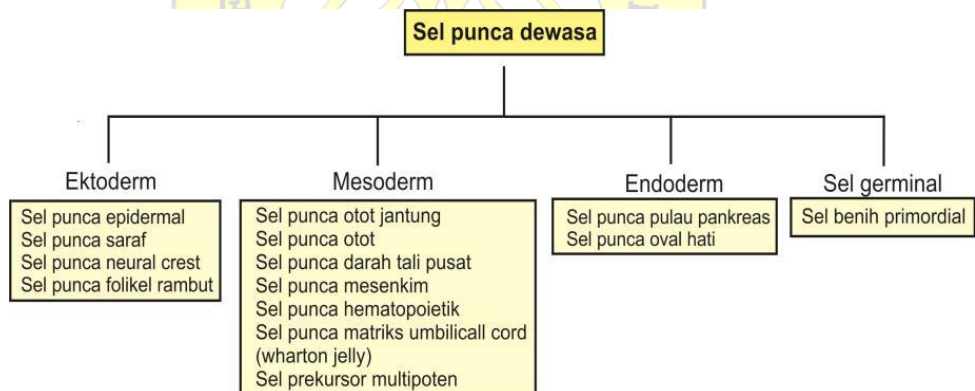 Sel punca dewasa
Ektoderm
Sel punca epidermal
Sel punca saraf
Sel punca neural crest
Sel punca folikel rambut
Mesoderm
Sel punca otot jantung
Sel punca otot
Sel punca darah tali pusat
Sel punca mesenkim
Sel punca hematopoietik
Sel punca matriks umbilicall cord
(wharton jelly)
Sel prekursor multipoten
Endoderm
Sel punca pulau pankreas
Sel punca oval hati
Sel germinal
Sel benih primordial